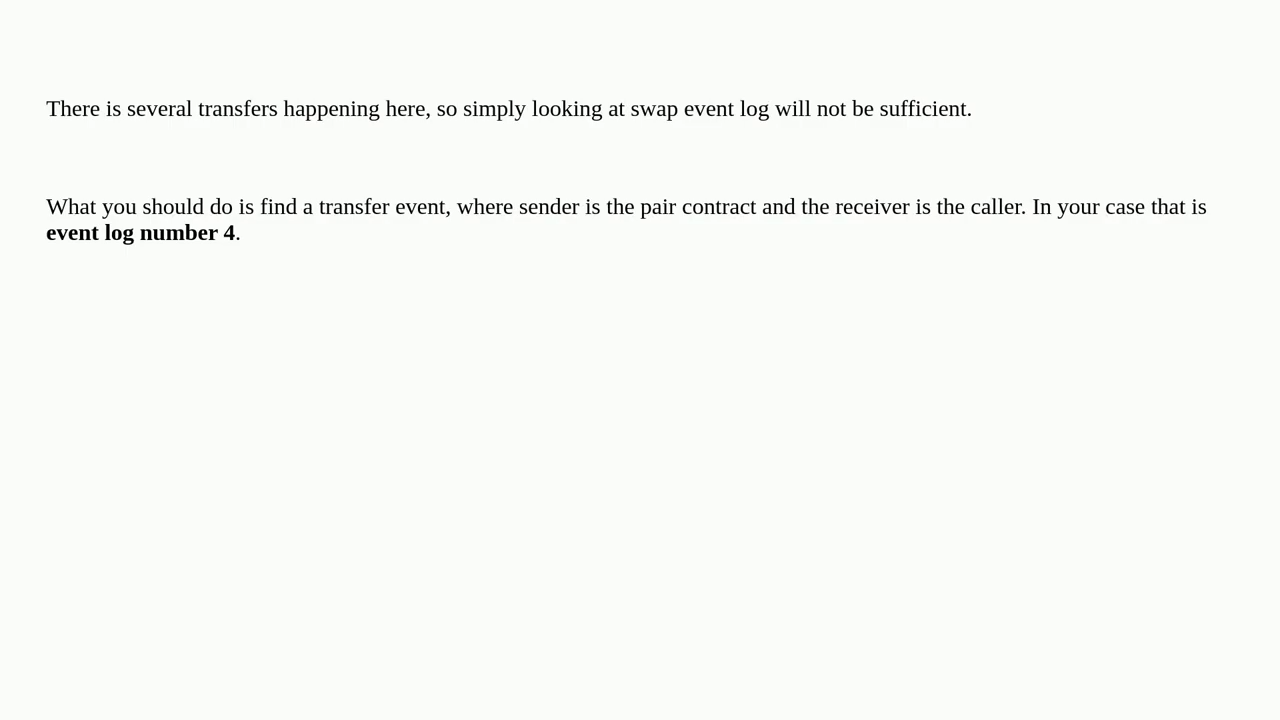 There is several transfers happening here, so simply looking at swap event log will not be sufficient.
What you should do is find a transfer event, where sender is the pair contract and the receiver is the caller. In your case that is
event log number 4.